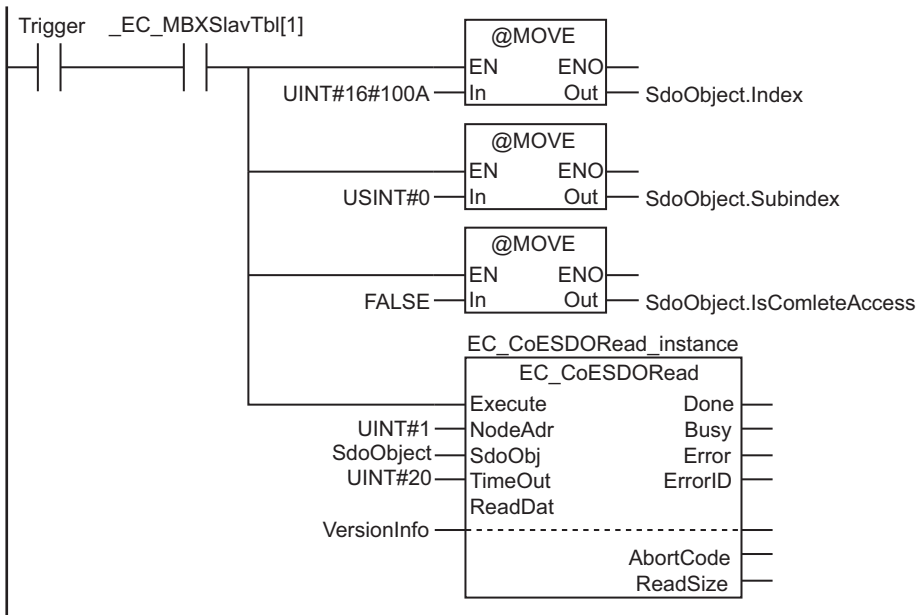 Trigger _EC_MBXSlavTbl[1]
@MOVE
EN ENO
UINT#16#100A In Out SdoObject.Index
@MOVE
EN ENO
USINT#0 In Out SdoObject.Subindex
@MOVE
EN ENO
FALSE In Out SdoObject.IsComleteAccess
EC_CoESDORead_instance
EC_CoESDORead
Execute Done
UINT#1 NodeAdr Busy
SdoObject SdoObj Error
UINT#20 TimeOut ErrorID
ReadDat
VersionInfo
AbortCode
ReadSize